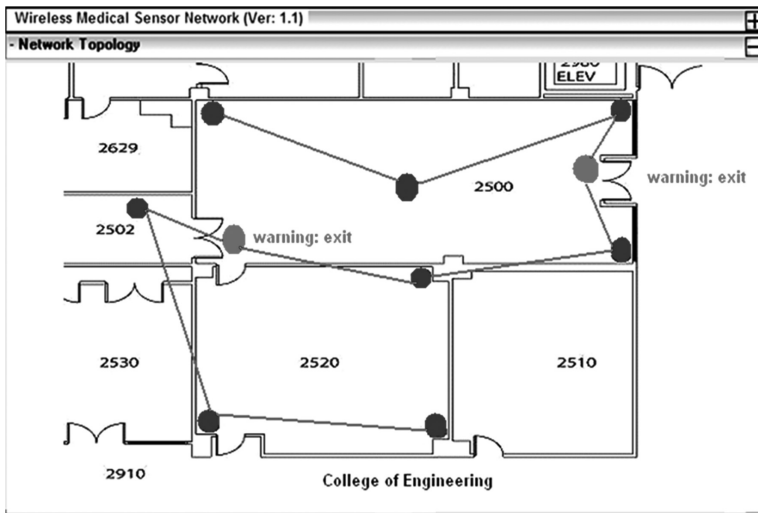 Wireless Medical Sensor Network (Ver: 1.1)
- Network Topology
2980
ELEV
2629
2500
warning: exit
2502
warning: exit
2530
2520
2510
2910
College of Engineering